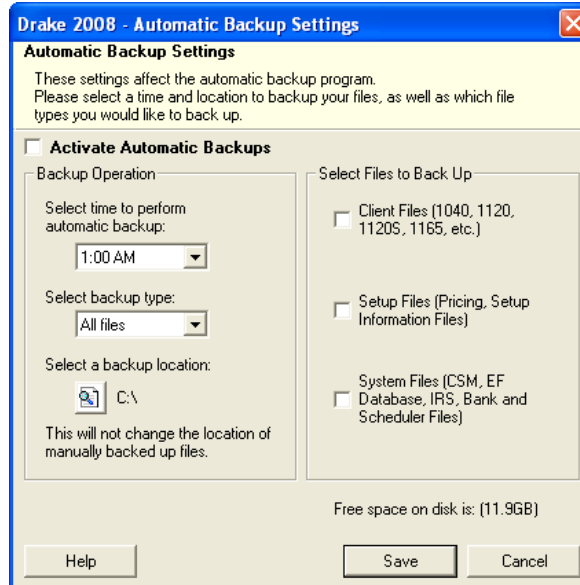 Drake 2008 - Automatic Backup Settings
Automatic Backup Settings
These settings affect the automatic backup program.
Please select a time and location to backup your files, as well as which file
types you would like to back up.
Activate Automatic Backups
Backup Operation
Select time to perform
automatic backup:
1:00 AM
Select backup type:
All files
Select a backup location:
C:\
This will not change the location of
manually backed up files.
Select Files to Back Up
Client Files (1040, 1120,
1120S, 1165, etc.)
Setup Files (Pricing, Setup
Information Files)
System Files (CSM, EF
Database, IRS, Bank and
Scheduler Files)
Free space on disk is: (11.9GB)
Help
Save
Cancel